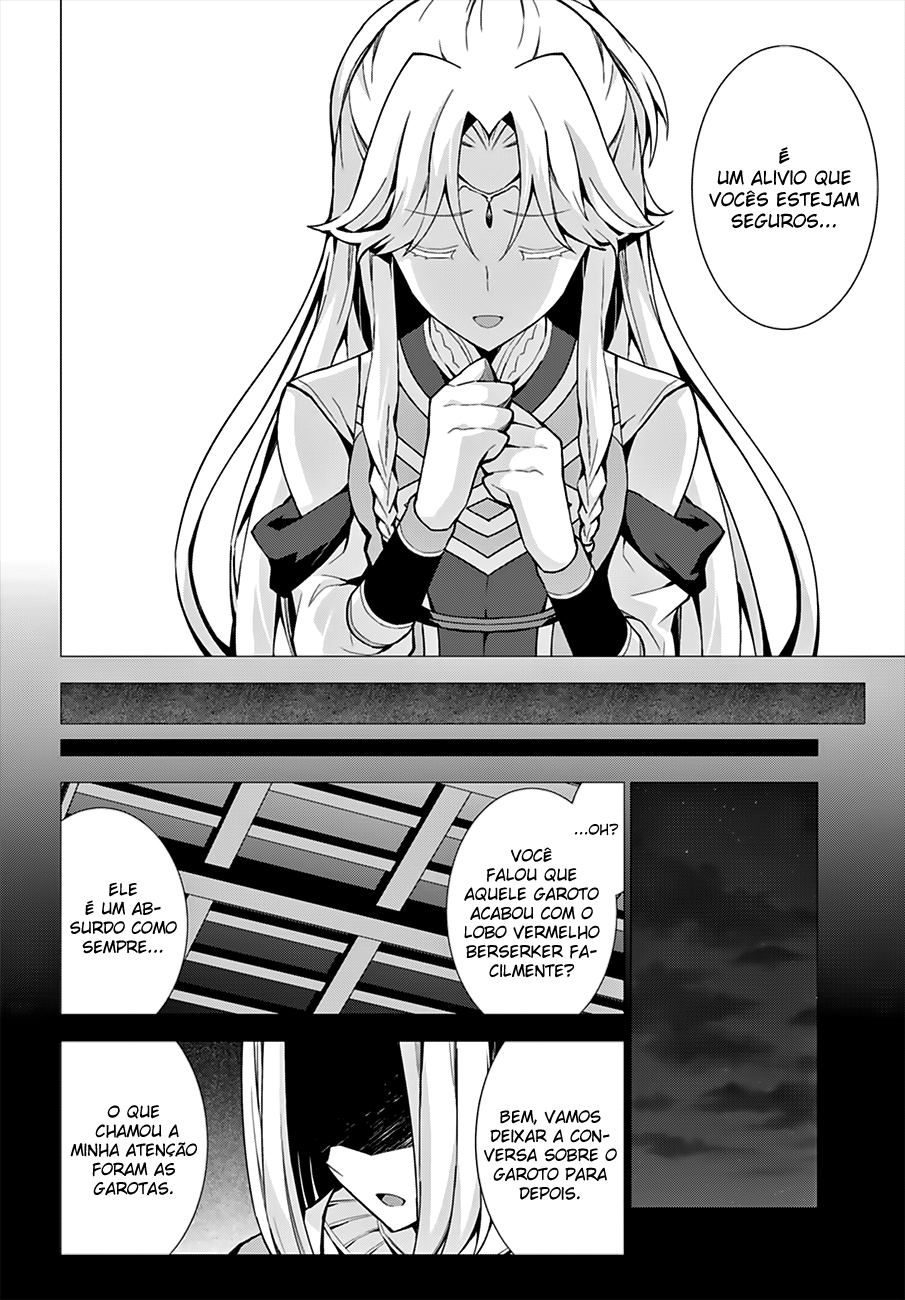 É
UM ALIVIO QUE
VOCÊS ESTEJAM
SEGUROS...
...OH?
VOCÊ
FALOU QUE
AQUELE GAROTO
ACABOU COM O
LOBO VERMELHO
BERSERKER FA-
CILMENTE?
ELE
É UM AB-
SURDO COMO
SEMPRE...
BEM, VAMOS
DEIXAR A CON-
VERSA SOBRE O
GAROTO PARA
DEPOIS.
O QUE
CHAMOU A
MINHA ATENÇÃO
FORAM AS
GAROTAS.